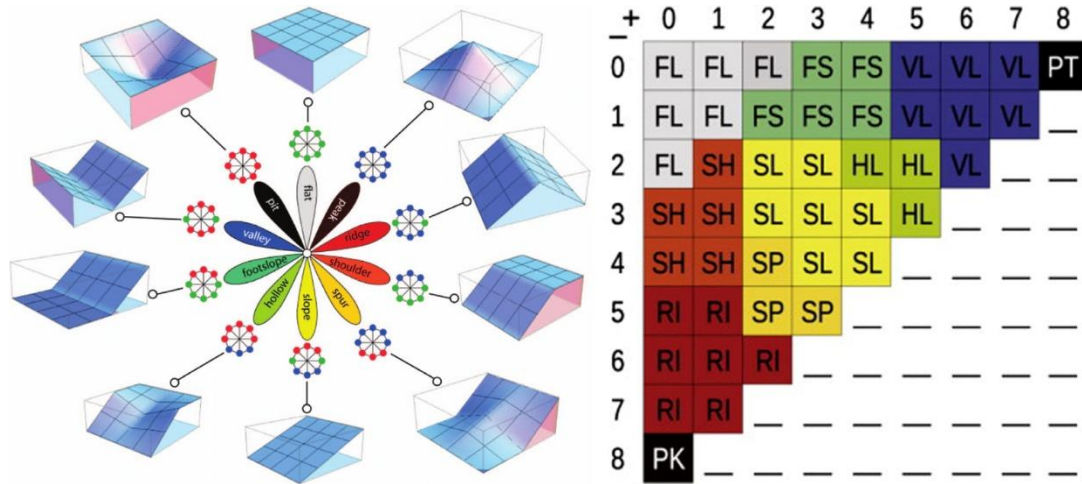 flat
peak
ridge
shoulder
spur
slope
hollow
footslope
valley
pit
+ 0 1 2 3 4 5 6 7 8
_
0 FL FL FL FS FS VL VL VL PT
1 FL FL FS FS FS VL VL VL _
2 FL SH SL SL HL HL VL _ _
3 SH SH SL SL SL HL _ _ _
4 SH SH SP SL SL _ _ _ _
5 RI RI SP SP _ _ _ _ _
6 RI RI RI _ _ _ _ _ _
7 RI RI _ _ _ _ _ _ _
8 PK _ _ _ _ _ _ _ _